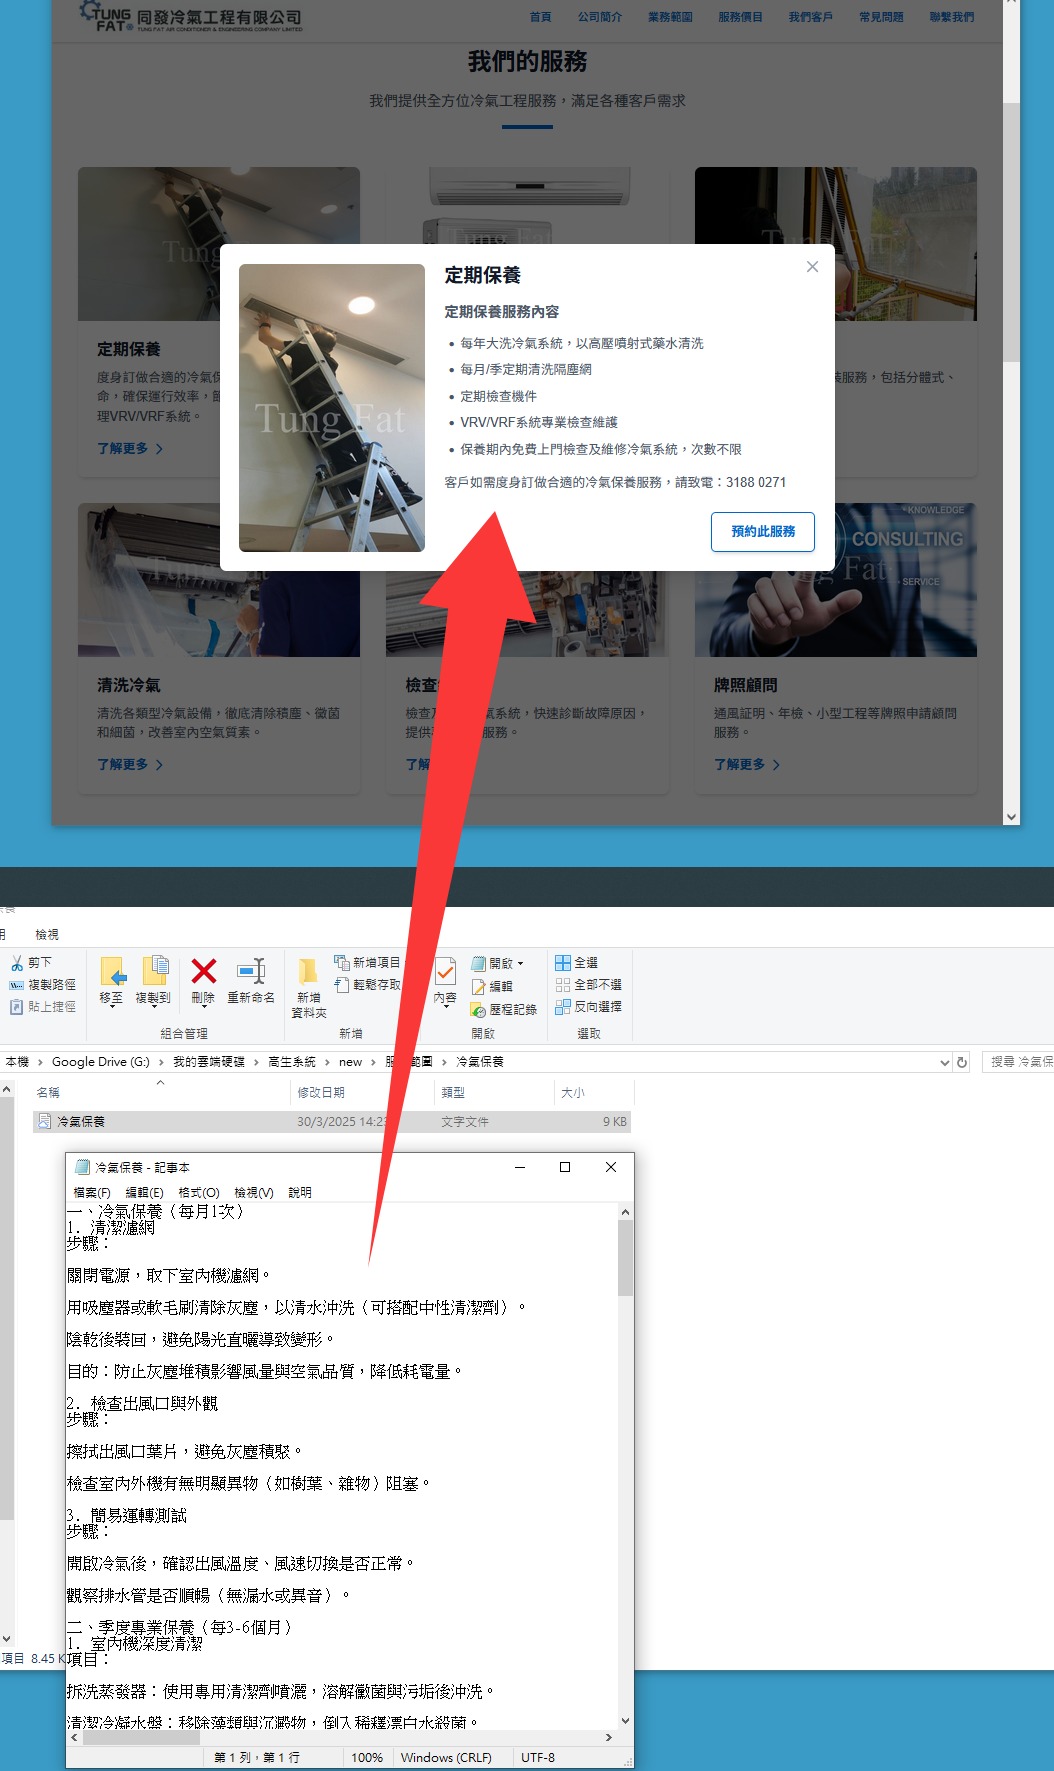 TUNG FAT 同發冷氣工程有限公司
TUNG FAT AIR CONDITIONER & ENGINEERING COMPANY LIMITED
首頁 公司簡介 業務範圍 服務價目 我們客戶 常見問題 聯繫我們
我們的服務
我們提供全方位冷氣工程服務，滿足各種客戶需求
定期保養
定期保養服務內容
• 每年大洗冷氣系統，以高壓噴射式藥水清洗
• 每月/季定期清洗隔塵網
• 定期檢查機件
• VRV/VRF系統專業檢查維護
• 保養期內免費上門檢查及維修冷氣系統，次數不限
客戶如需度身訂做合適的冷氣保養服務，請致電：3188 0271
預約此服務
Tung Fat
定期保養
度身訂做合適的冷氣保
命，確保運行效率，
理VRV/VRF系統。
了解更多
裝服務，包括分體式、
KNOWLEDGE
CONSULTING
SERVICE
清洗冷氣
清洗各類型冷氣設備，徹底清除積塵、黴菌
和細菌，改善室內空氣質素。
了解更多
檢查
檢查 氣系統，快速診斷故障原因，
提供 服務。
了解
牌照顧問
通風証明、年檢、小型工程等牌照申請顧問
服務。
了解更多
用 檢視
剪下
複製路徑
貼上捷徑
移至 複製到 刪除 重新命名
組合管理
新增
資料夾
新增項目
輕鬆存取
新增
內容
開啟
編輯
歷程記錄
開啟
全選
全部不選
反向選擇
選取
本機 › Google Drive (G:) › 我的雲端硬碟 › 高生系統 › new › 服 範圍 › 冷氣保養
搜尋 冷氣保
名稱 修改日期 類型 大小
冷氣保養 30/3/2025 14:23 文字文件 9 KB
冷氣保養 - 記事本
檔案(F) 編輯(E) 格式(O) 檢視(V) 說明
一、冷氣保養（每月1次）
1. 清潔濾網
步驟：
關閉電源，取下室內機濾網。
用吸塵器或軟毛刷清除灰塵，以清水沖洗（可搭配中性清潔劑）。
陰乾後裝回，避免陽光直曬導致變形。
目的：防止灰塵堆積影響風量與空氣品質，降低耗電量。
2. 檢查出風口與外觀
步驟：
擦拭出風口葉片，避免灰塵積聚。
檢查室內外機有無明顯異物（如樹葉、雜物）阻塞。
3. 簡易運轉測試
步驟：
開啟冷氣後，確認出風溫度、風速切換是否正常。
觀察排水管是否順暢（無漏水或異音）。
二、季度專業保養（每3-6個月）
1. 室內機深度清潔
項目：
拆洗蒸發器：使用專用清潔劑噴灑，溶解黴菌與污垢後沖洗。
清潔冷凝水盤：移除藻類與沉澱物，倒入稀釋漂白水殺菌。
項目 8.45 K
第 1 列，第 1 行 100% Windows (CRLF) UTF-8